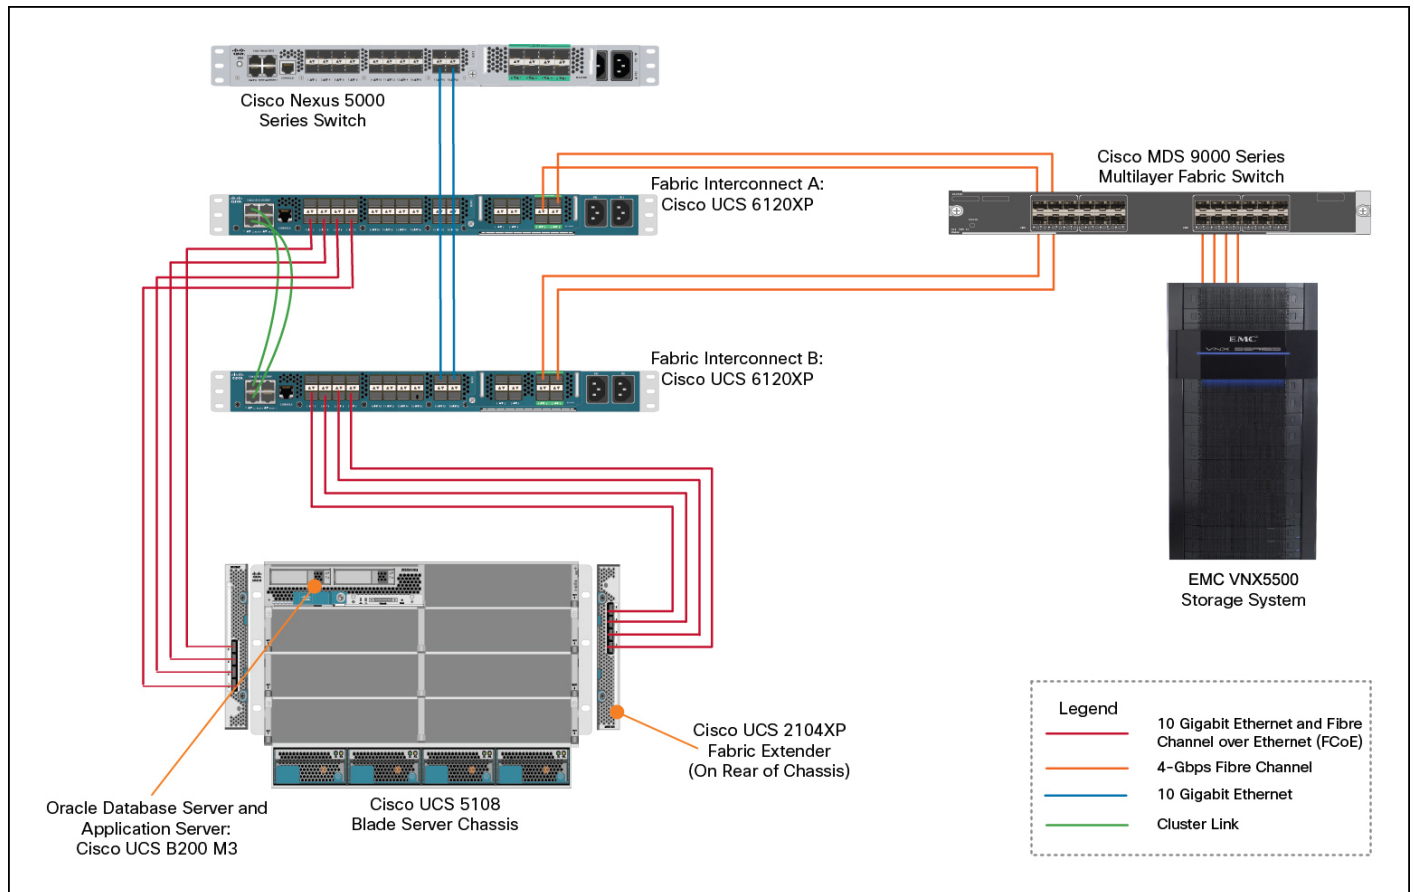 Cisco Nexus 5000
Series Switch
Fabric Interconnect A:
Cisco UCS 6120XP
Cisco MDS 9000 Series
Multilayer Fabric Switch
Fabric Interconnect B:
Cisco UCS 6120XP
EMC²
VNX SERIES
EMC VNX5500
Storage System
Cisco UCS 2104XP
Fabric Extender
(On Rear of Chassis)
Oracle Database Server and
Application Server:
Cisco UCS B200 M3
Cisco UCS 5108
Blade Server Chassis
Legend
10 Gigabit Ethernet and Fibre
Channel over Ethernet (FCoE)
4-Gbps Fibre Channel
10 Gigabit Ethernet
Cluster Link